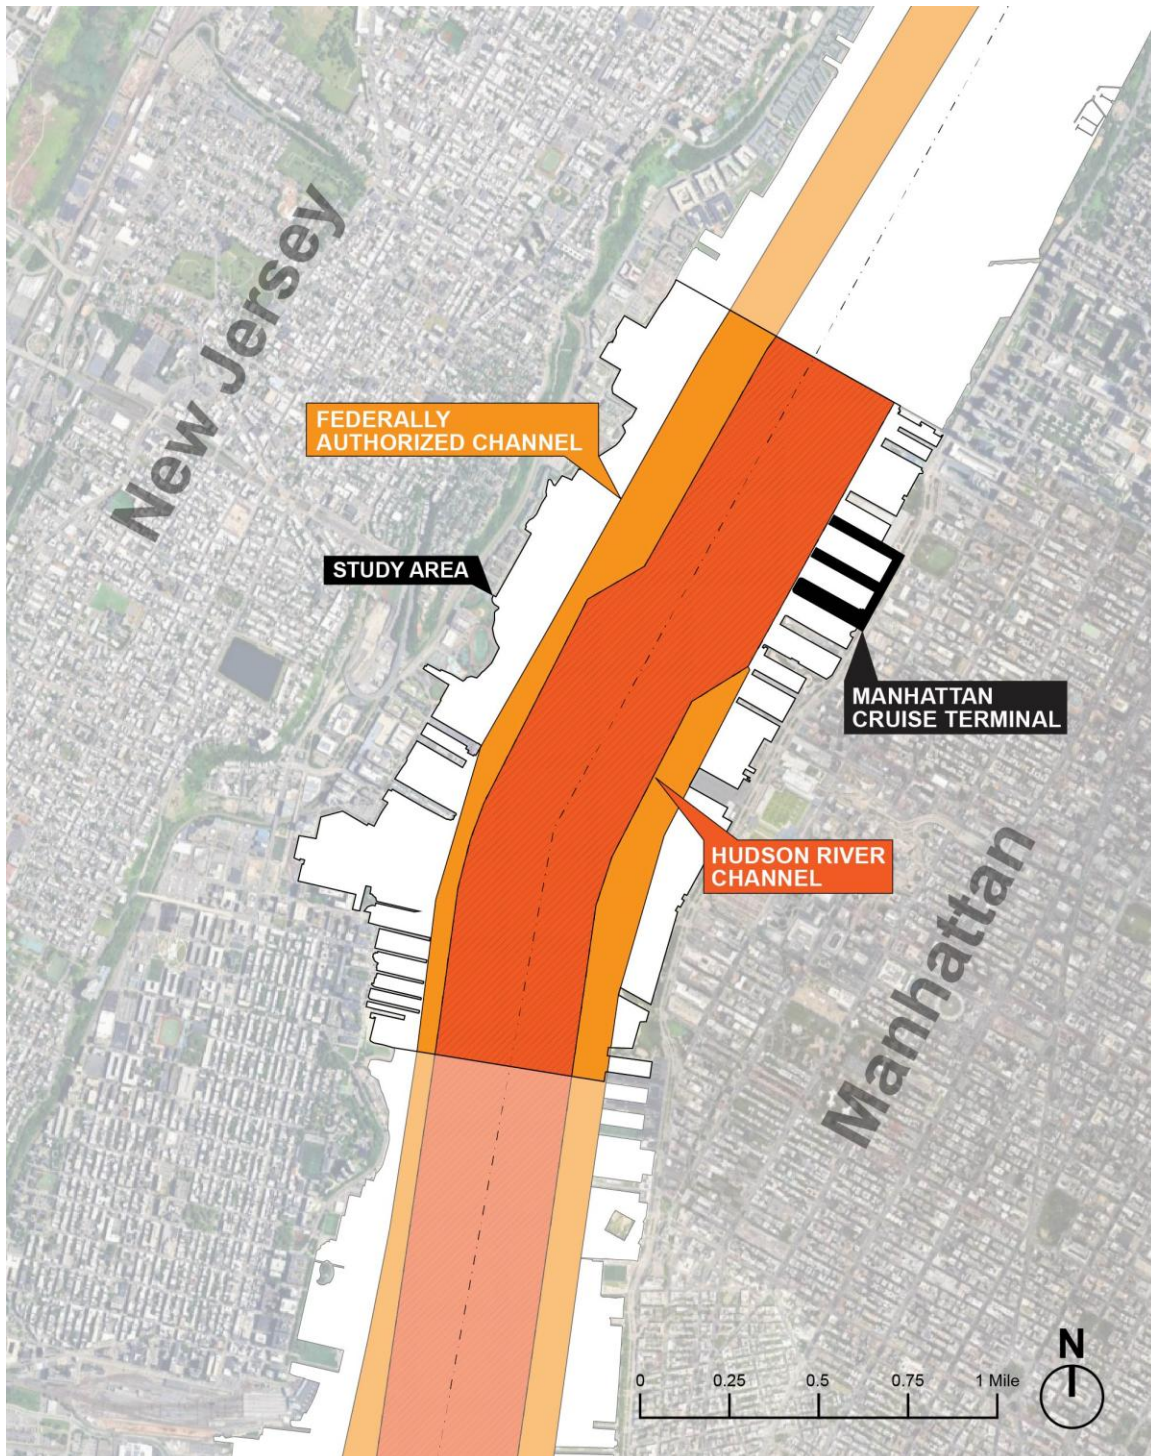 New Jersey
FEDERALLY
AUTHORIZED CHANNEL
STUDY AREA
MANHATTAN
CRUISE TERMINAL
HUDSON RIVER
CHANNEL
Manhattan
N
0 0.25 0.5 0.75 1 Mile